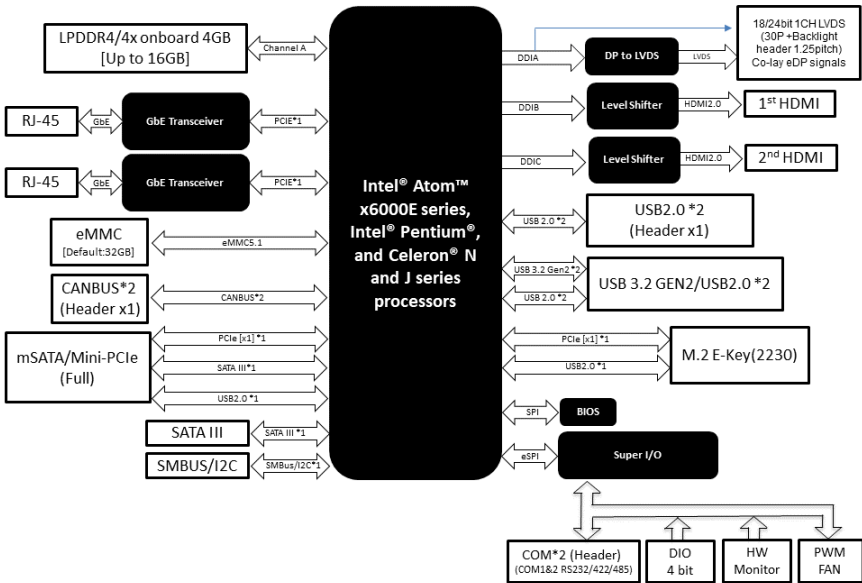 LPDDR4/4x onboard 4GB
[Up to 16GB]
Channel A
RJ-45
GbE
GbE Transceiver
PCIE*1
RJ-45
GbE
GbE Transceiver
PCIE*1
eMMC
[Default:32GB]
eMMC5.1
CANBUS*2
(Header x1)
CANBUS*2
mSATA/Mini-PCIe
(Full)
PCIe [x1] *1
SATA III*1
USB2.0 *1
SATA III
SATA III *1
SMBUS/I2C
SMBus/I2C*1
Intel® Atom™
x6000E series,
Intel® Pentium®,
and Celeron® N
and J series
processors
DDIA
DP to LVDS
LVDS
18/24bit 1CH LVDS
(30P +Backlight
header 1.25pitch)
Co-lay eDP signals
DDIB
Level Shifter
HDMI2.0
1st HDMI
DDIC
Level Shifter
HDMI2.0
2nd HDMI
USB 2.0 *2
USB2.0 *2
(Header x1)
USB 3.2 Gen2 *2
USB 2.0 *2
USB 3.2 GEN2/USB2.0 *2
PCIe [x1] *1
USB2.0 *1
M.2 E-Key(2230)
SPI
BIOS
eSPI
Super I/O
COM*2 (Header)
(COM1&2 RS232/422/485)
DIO
4 bit
HW
Monitor
PWM
FAN